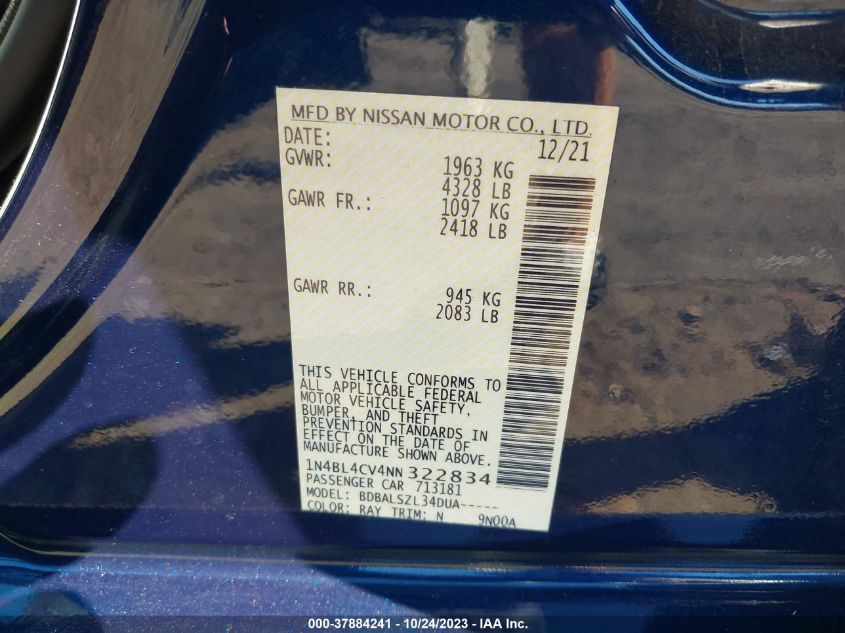 MFD BY NISSAN MOTOR CO., LTD.
DATE: 12/21
GVWR: 1963 KG
4328 LB
GAWR FR.: 1097 KG
2418 LB
GAWR RR.: 945 KG
2083 LB
THIS VEHICLE CONFORMS TO
ALL APPLICABLE FEDERAL
MOTOR VEHICLE SAFETY,
BUMPER, AND THEFT
PREVENTION STANDARDS IN
EFFECT ON THE DATE OF
MANUFACTURE SHOWN ABOVE.
1N4BL4CV4NN322834
PASSENGER CAR 713181
MODEL: BDBALSZL34DUA-----
COLOR: RAY TRIM: N 9N00A
000-37884241 - 10/24/2023 - IAA Inc.